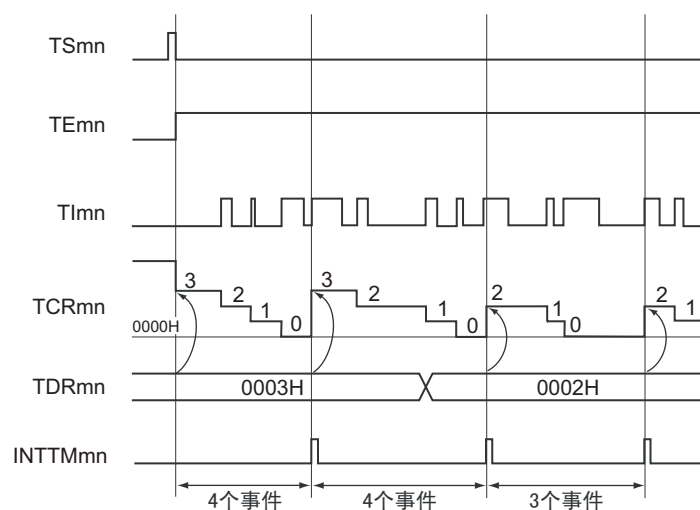 TSmn
TEmn
TImn
TCRmn
0000H
3 2 1 0 3 2 1 0 2 1 0 2 1
TDRmn
0003H 0002H
INTTMmn
4个事件 4个事件 3个事件